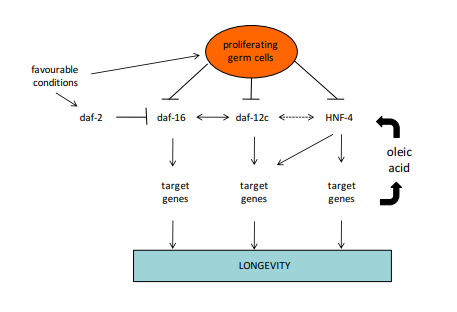 proliferating
germ cells
favourable
conditions
daf-2
daf-16
daf-12c
HNF-4
oleic
acid
target
genes
target
genes
target
genes
LONGEVITY